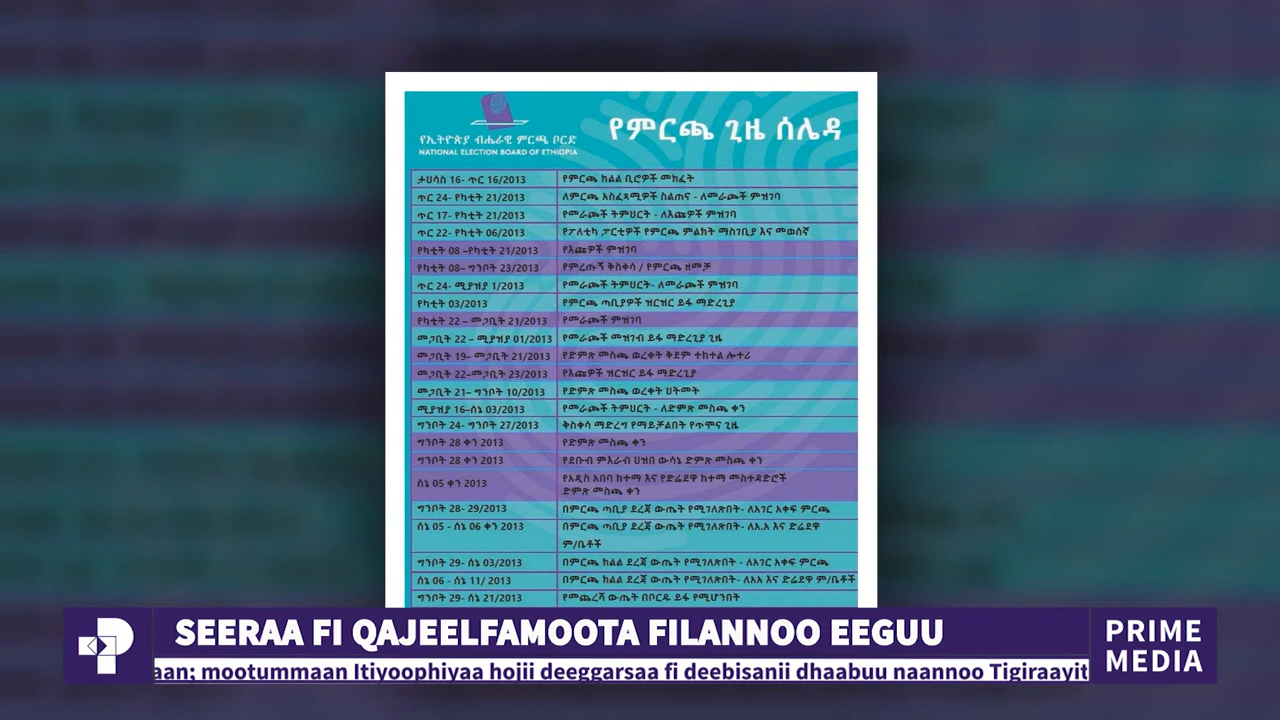 የኢትዮጵያ ብሔራዊ ምርጫ ቦርድ
NATIONAL ELECTION BOARD OF ETHIOPIA
የምርጫ ጊዜ ሰሌዳ
ታህሳስ 16- ጥር 16/2013 የምርጫ ክልል ቢሮዎች መክፈት
ጥር 24- የካቲት 21/2013 ለምርጫ አስፈጻሚዎች ስልጠና - ለመራጮች ምዝገባ
ጥር 17- የካቲት 21/2013 የመራጮች ትምህርት - ለእጩዎች ምዝገባ
ጥር 22- የካቲት 06/2013 የፖለቲካ ፓርቲዎች የምርጫ ምልክት ማስገቢያ እና መወሰኛ
የካቲት 08 –የካቲት 21/2013 የእጩዎች ምዝገባ
የካቲት 08– ግንቦት 23/2013 የምረጡኝ ቅስቀሳ / የምርጫ ዘመቻ
ጥር 24- ሚያዝያ 1/2013 የመራጮች ትምህርት- ለመራጮች ምዝገባ
የካቲት 03/2013 የምርጫ ጣቢያዎች ዝርዝር ይፋ ማድረጊያ
የካቲት 22 – መጋቢት 21/2013 የመራጮች ምዝገባ
መጋቢት 22 – ሚያዝያ 01/2013 የመራጮች መዝገብ ይፋ ማድረጊያ ጊዜ
መጋቢት 19– መጋቢት 21/2013 የድምጽ መስጫ ወረቀት ቅደም ተከተል ሎተሪ
መጋቢት 22–መጋቢት 23/2013 የእጩዎች ዝርዝር ይፋ ማድረጊያ
መጋቢት 21– ግንቦት 10/2013 የድምጽ መስጫ ወረቀት ህትመት
ሚያዝያ 16–ሰኔ 03/2013 የመራጮች ትምህርት - ለድምጽ መስጫ ቀን
ግንቦት 24- ግንቦት 27/2013 ቅስቀሳ ማድረግ የማይቻልበት የጥሞና ጊዜ
ግንቦት 28 ቀን 2013 የድምጽ መስጫ ቀን
ግንቦት 28 ቀን 2013 የደቡብ ምእራብ ህዝበ ውሳኔ ድምጽ መስጫ ቀን
ሰኔ 05 ቀን 2013 የአዲስ አበባ ከተማ እና የድሬደዋ ከተማ መስተዳድሮች
ድምጽ መስጫ ቀን
ግንቦት 28- 29/2013 በምርጫ ጣቢያ ደረጃ ውጤት የሚገለጽበት- ለአገር አቀፍ ምርጫ
ሰኔ 05 - ሰኔ 06 ቀን 2013 በምርጫ ጣቢያ ደረጃ ውጤት የሚገለጽበት- ለአ.አ እና ድሬደዋ
ም/ቤቶች
ግንቦት 29- ሰኔ 03/2013 በምርጫ ክልል ደረጃ ውጤት የሚገለጽበት - ለአገር አቀፍ ምርጫ
ሰኔ 06 - ሰኔ 11/ 2013 በምርጫ ክልል ደረጃ ውጤት የሚገለጽበት- ለአአ እና ድሬደዋ ም/ቤቶች
ግንቦት 29- ሰኔ 21/2013 የመጨረሻ ውጤት በቦርዱ ይፋ የሚሆንበት
SEERAA FI QAJEELFAMOOTA FILANNOO EEGUU
PRIME
MEDIA
aan; mootummaan Itiyoophiyaa hojii deeggarsaa fi deebisanii dhaabuu naannoo Tigiraayit